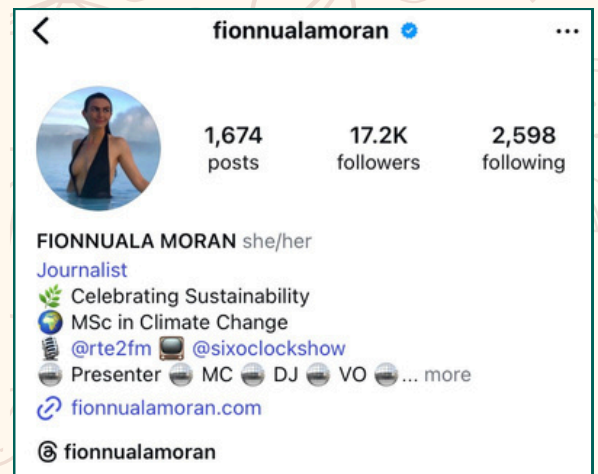 fionnualamoran
1,674 17.2K 2,598
posts followers following
FIONNUALA MORAN she/her
Journalist
🌿 Celebrating Sustainability
🌍 MSc in Climate Change
🎙️ @rte2fm 📺 @sixoclockshow
🪩 Presenter 🪩 MC 🪩 DJ 🪩 VO 🪩... more
fionnualamoran.com
fionnualamoran